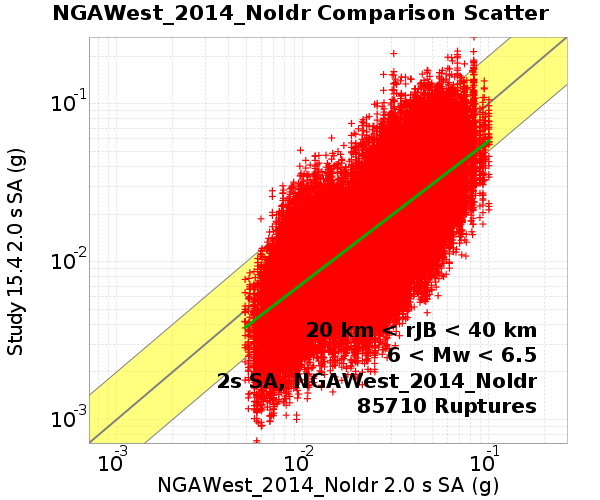 NGAWest_2014_NoIdr Comparison Scatter
Study 15.4 2.0 s SA (g)
10-1
10-2
10-3
20 km < rJB < 40 km
6 < Mw < 6.5
2s SA, NGAWest_2014_NoIdr
85710 Ruptures
10-3 10-2 10-1
NGAWest_2014_NoIdr 2.0 s SA (g)